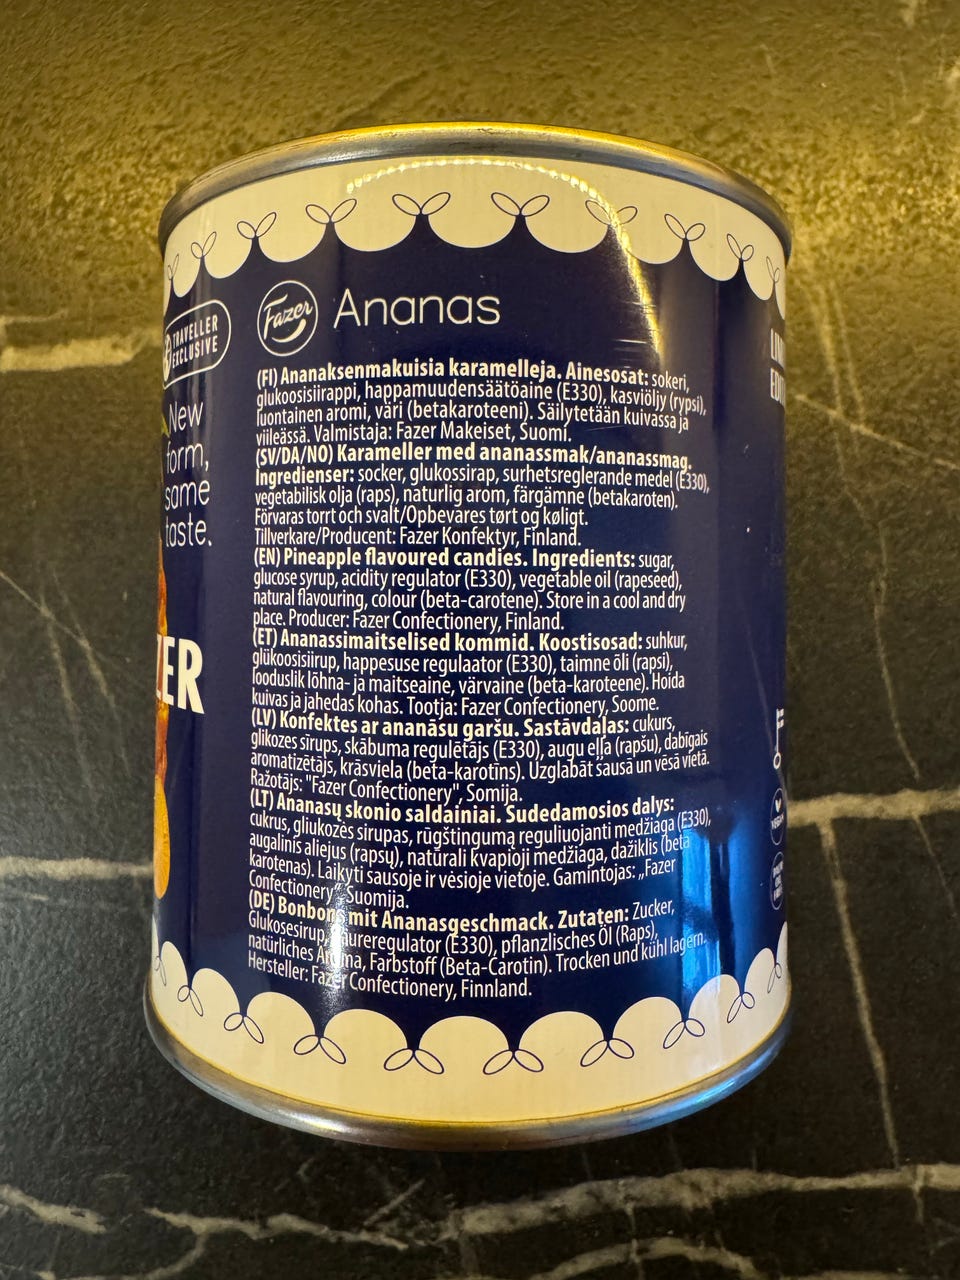 TRAVELLER
EXCLUSIVE
New
form,
same
taste.
ZER
Fazer
Ananas
(FI) Ananaksenmakuisia karamelleja. Ainesosat: sokeri,
glukoosisiirappi, happamuudensäätöaine (E330), kasviöljy (rypsi),
luontainen aromi, väri (betakaroteeni). Säilytetään kuivassa ja
viileässä. Valmistaja: Fazer Makeiset, Suomi.
(SV/DA/NO) Karameller med ananassmak/ananassmag.
Ingredienser: socker, glukossirap, surhetsreglerande medel (E330),
vegetabilisk olja (raps), naturlig arom, färgämne (betakaroten).
Förvaras torrt och svalt/Opbevares tørt og køligt.
Tillverkare/Producent: Fazer Konfektyr, Finland.
(EN) Pineapple flavoured candies. Ingredients: sugar,
glucose syrup, acidity regulator (E330), vegetable oil (rapeseed),
natural flavouring, colour (beta-carotene). Store in a cool and dry
place. Producer: Fazer Confectionery, Finland.
(ET) Ananassimaitselised kommid. Koostisosad: suhkur,
glükoosisiirup, happesuse regulaator (E330), taimne õli (rapsi),
looduslik lõhna- ja maitseaine, värvaine (beta-karoteene). Hoida
kuivas ja jahedas kohas. Tootja: Fazer Confectionery, Soome.
(LV) Konfektes ar ananāsu garšu. Sastāvdaļas: cukurs,
glikozes sīrups, skābuma regulētājs (E330), augu eļļa (rapšu), dabīgais
aromatizētājs, krāsviela (beta-karotīns). Uzglabāt sausā un vēsā vietā.
Ražotājs: "Fazer Confectionery", Somija.
(LT) Ananasų skonio saldainiai. Sudedamosios dalys:
cukrus, gliukozės sirupas, rūgštingumą reguliuojanti medžiaga (E330),
augalinis aliejus (rapsų), natūrali kvapioji medžiaga, dažiklis (beta
karotenas). Laikyti sausoje ir vėsioje vietoje. Gamintojas: „Fazer
Confectionery" Suomija.
(DE) Bonbons mit Ananasgeschmack. Zutaten: Zucker,
Glukosesirup, Säureregulator (E330), pflanzlisches Öl (Raps),
natürliches Aroma, Farbstoff (Beta-Carotin). Trocken und kühl lagern.
Hersteller: Fazer Confectionery, Finnland.
VEGAN